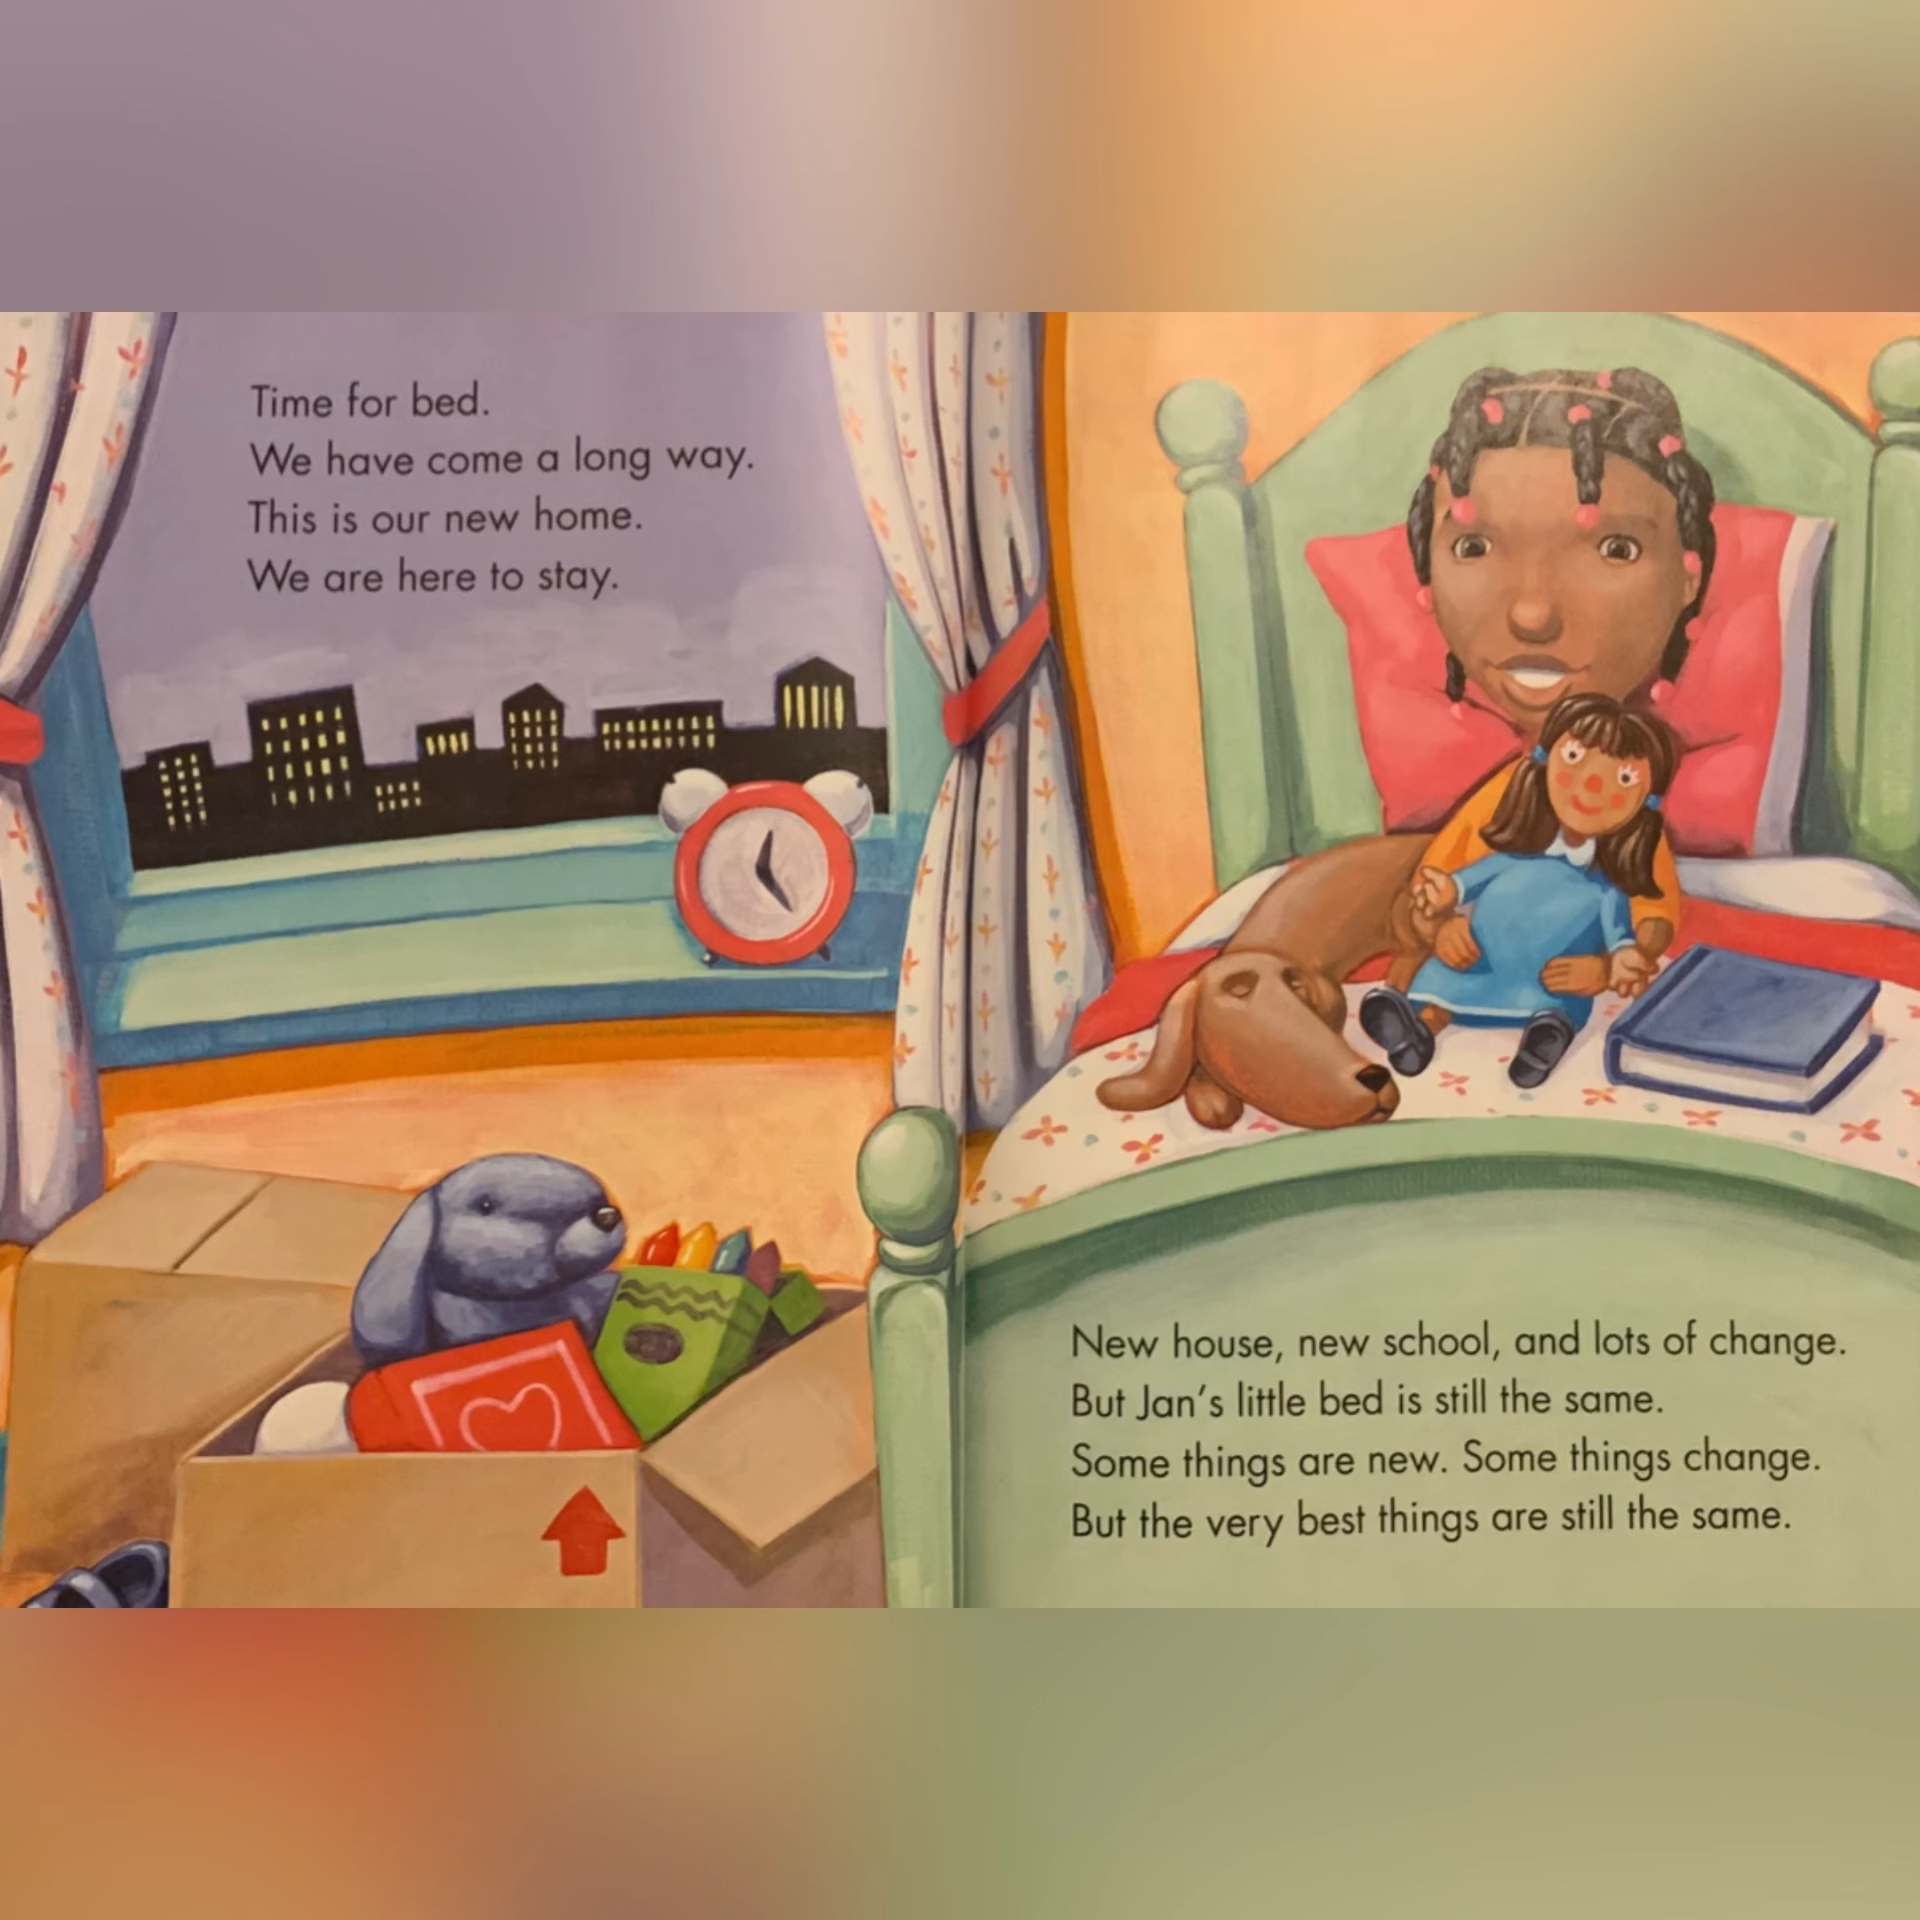 Time for bed.
We have come a long way.
This is our new home.
We are here to stay.
New house, new school, and lots of change.
But Jan's little bed is still the same.
Some things are new. Some things change.
But the very best things are still the same.